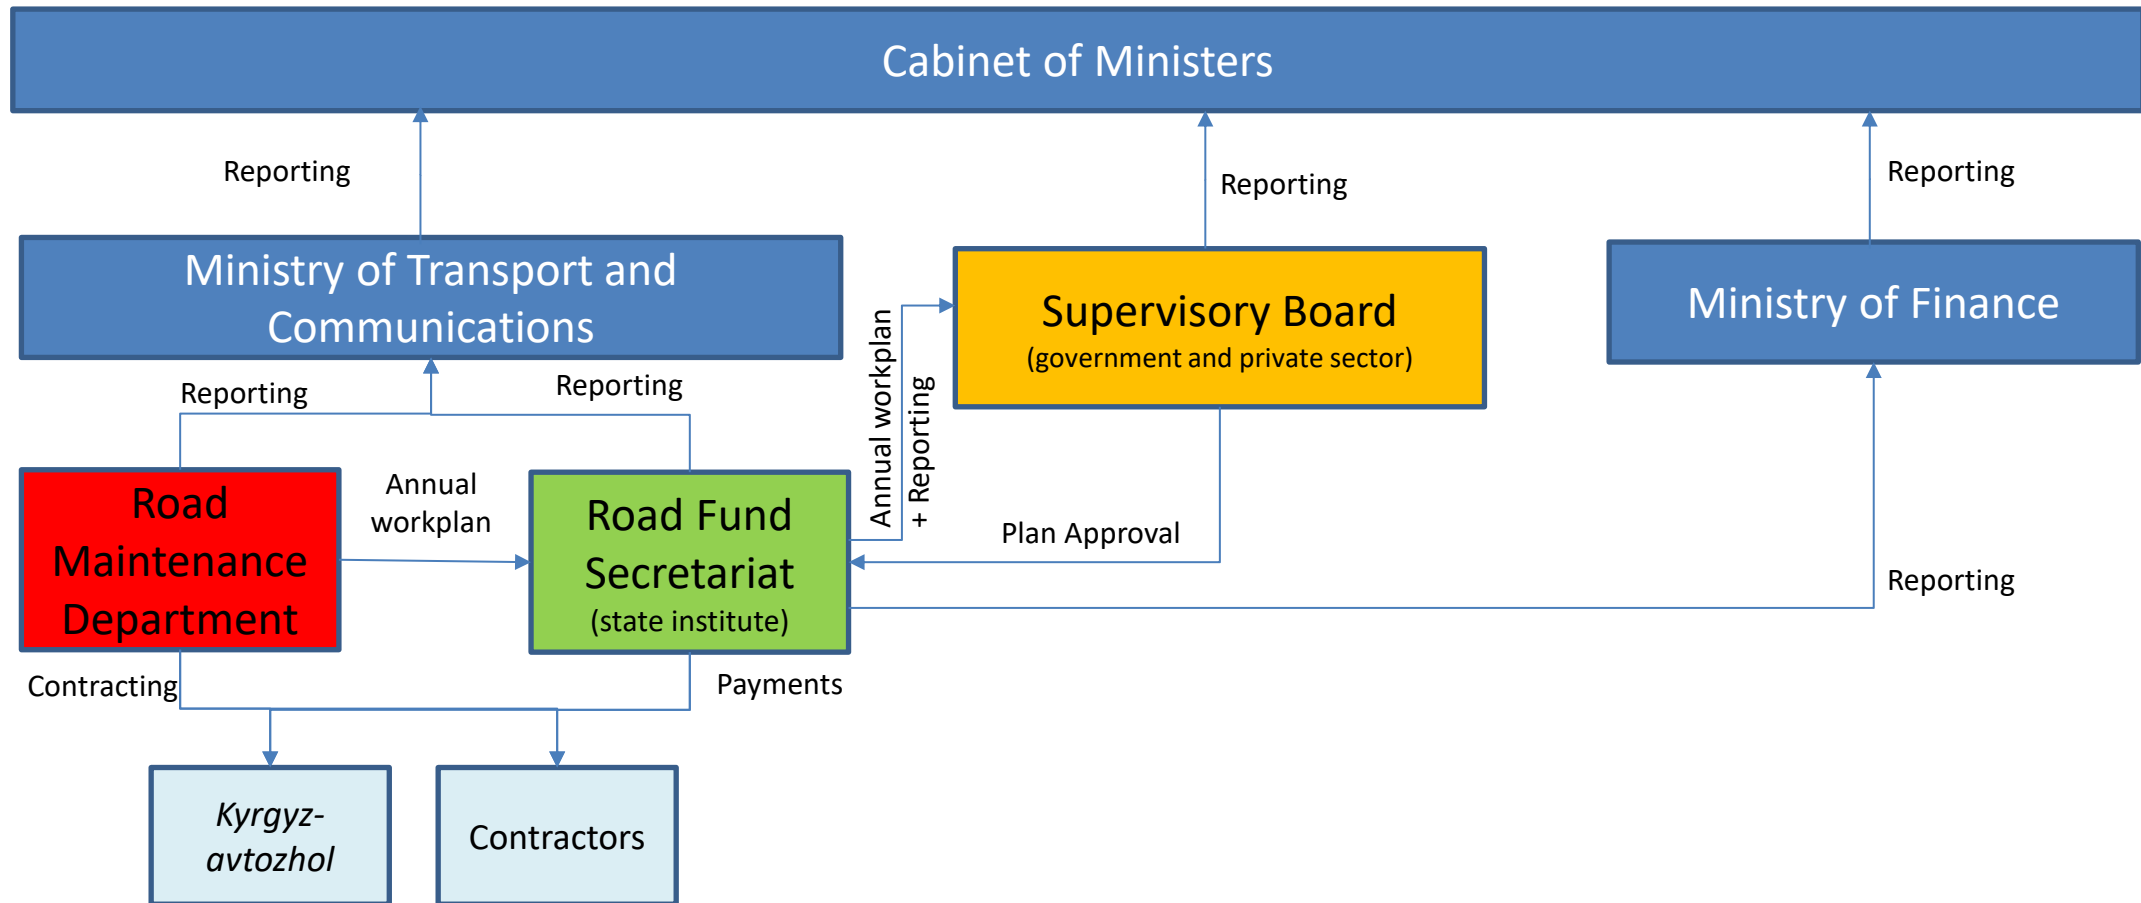 Cabinet of Ministers
Reporting
Reporting
Reporting
Ministry of Transport and
Communications
Supervisory Board
(government and private sector)
Ministry of Finance
Reporting
Reporting
Annual workplan
+ Reporting
Road
Maintenance
Department
Annual
workplan
Road Fund
Secretariat
(state institute)
Plan Approval
Reporting
Contracting
Payments
Kyrgyz-
avtozhol
Contractors